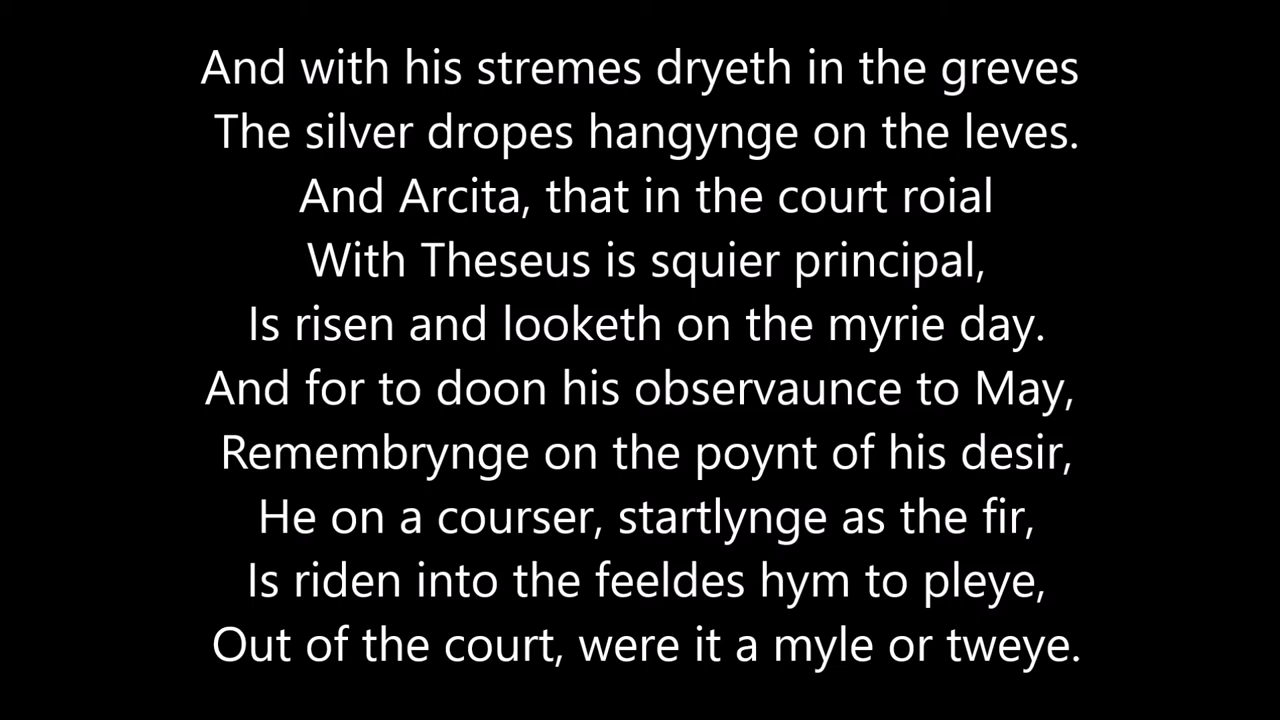 And with his stremes dryeth in the greves
The silver dropes hangynge on the leves.
And Arcita, that in the court roial
With Theseus is squier principal,
Is risen and looketh on the myrie day.
And for to doon his observaunce to May,
Remembrynge on the poynt of his desir,
He on a courser, startlynge as the fir,
Is riden into the feeldes hym to pleye,
Out of the court, were it a myle or tweye.